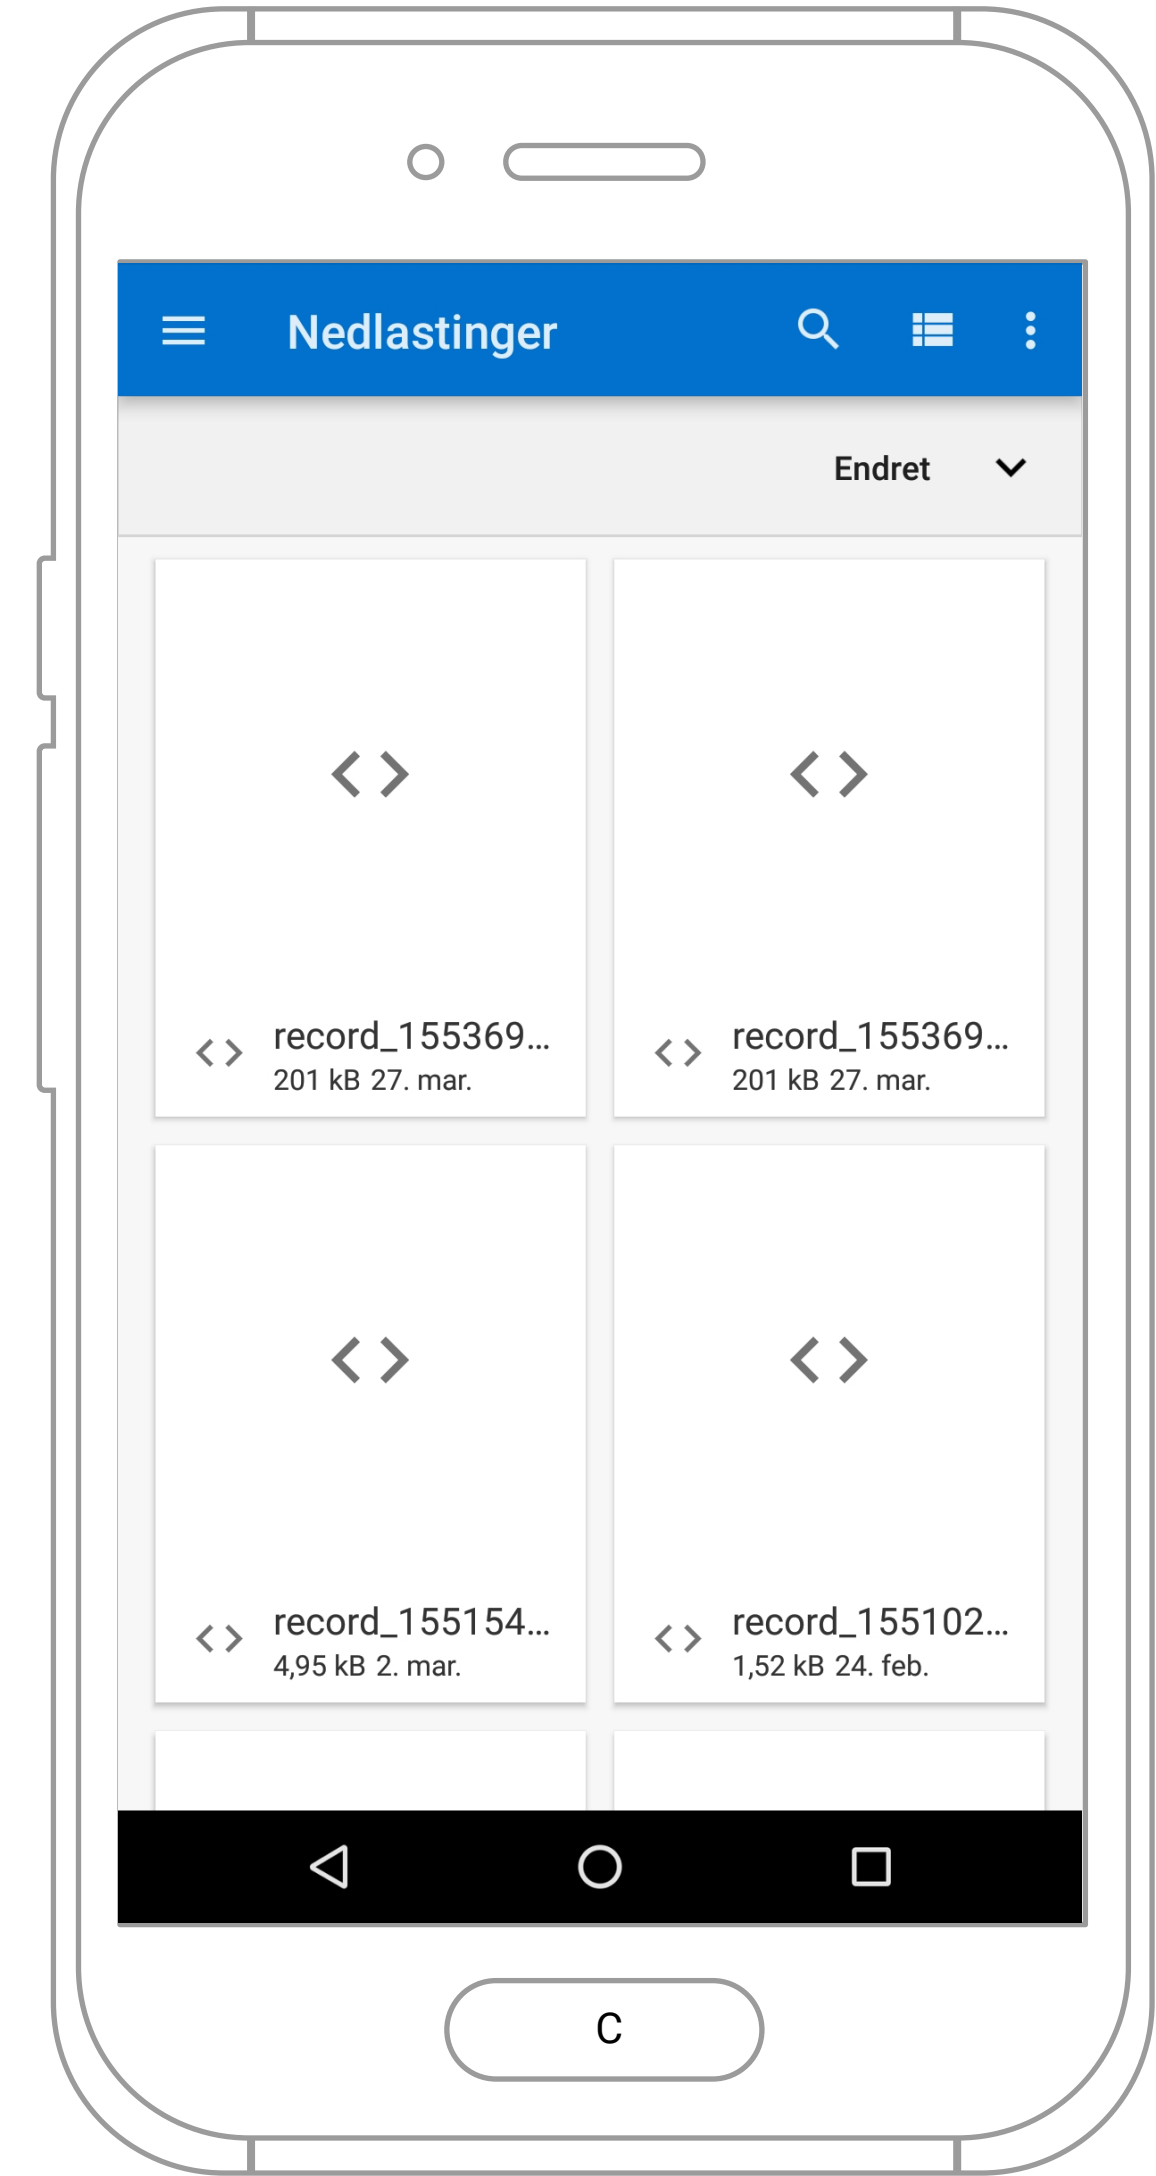 Nedlastinger
Endret
record_155369...
201 kB 27. mar.
record_155369...
201 kB 27. mar.
record_155154...
4,95 kB 2. mar.
record_155102...
1,52 kB 24. feb.
C